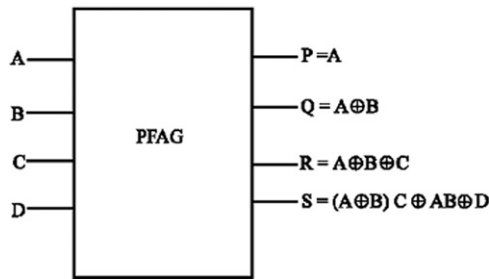 A
B
C
D
PFAG
P =A
Q = A⊕B
R = A⊕B⊕C
S = (A⊕B) C ⊕ AB⊕D